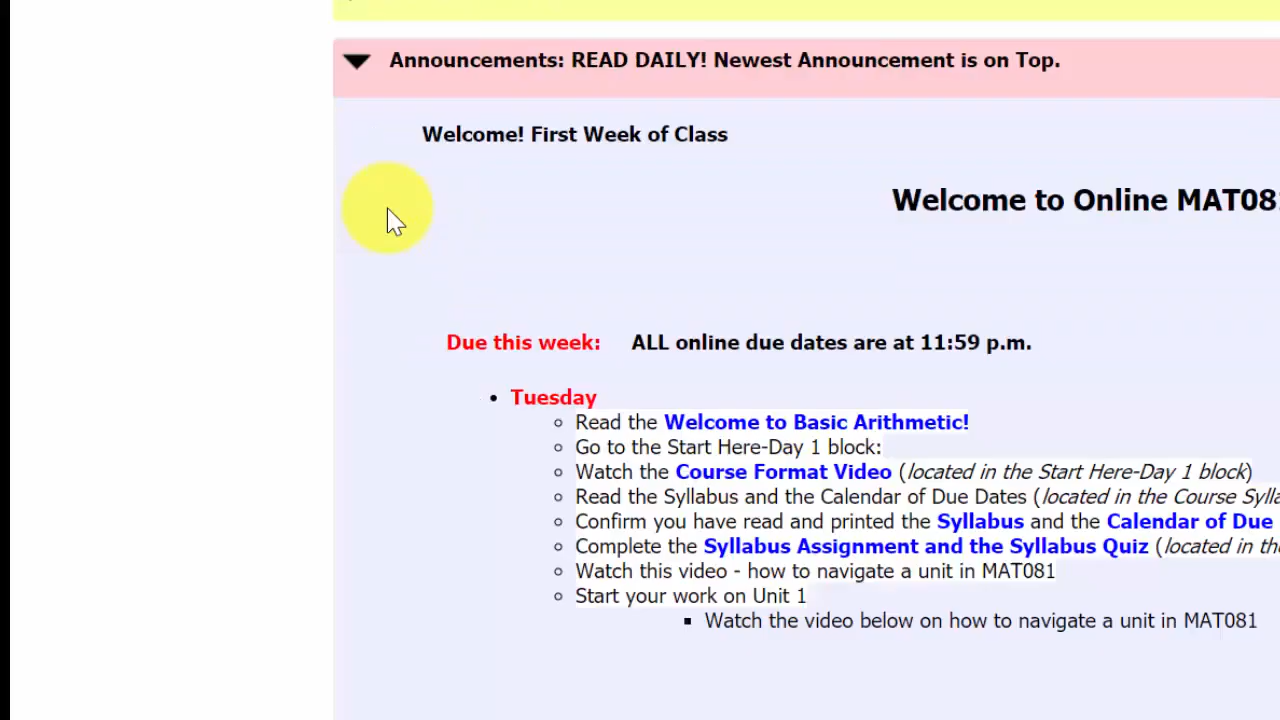 Announcements: READ DAILY! Newest Announcement is on Top.
Welcome! First Week of Class
Welcome to Online
Due this week: ALL online due dates are at 11:59 p.m.
Tuesday
Read the Welcome to Basic Arithmetic!
Go to the Start Here-Day 1 block:
Watch the Course Format Video (located in the Start Here-Day 1 block)
Read the Syllabus and the Calendar of Due Dates (located in the Course
Confirm you have read and printed the Syllabus and the Calendar of Due
Complete the Syllabus Assignment and the Syllabus Quiz (located in
Watch this video - how to navigate a unit in MAT081
Start your work on Unit 1
Watch the video below on how to navigate a unit in MAT081